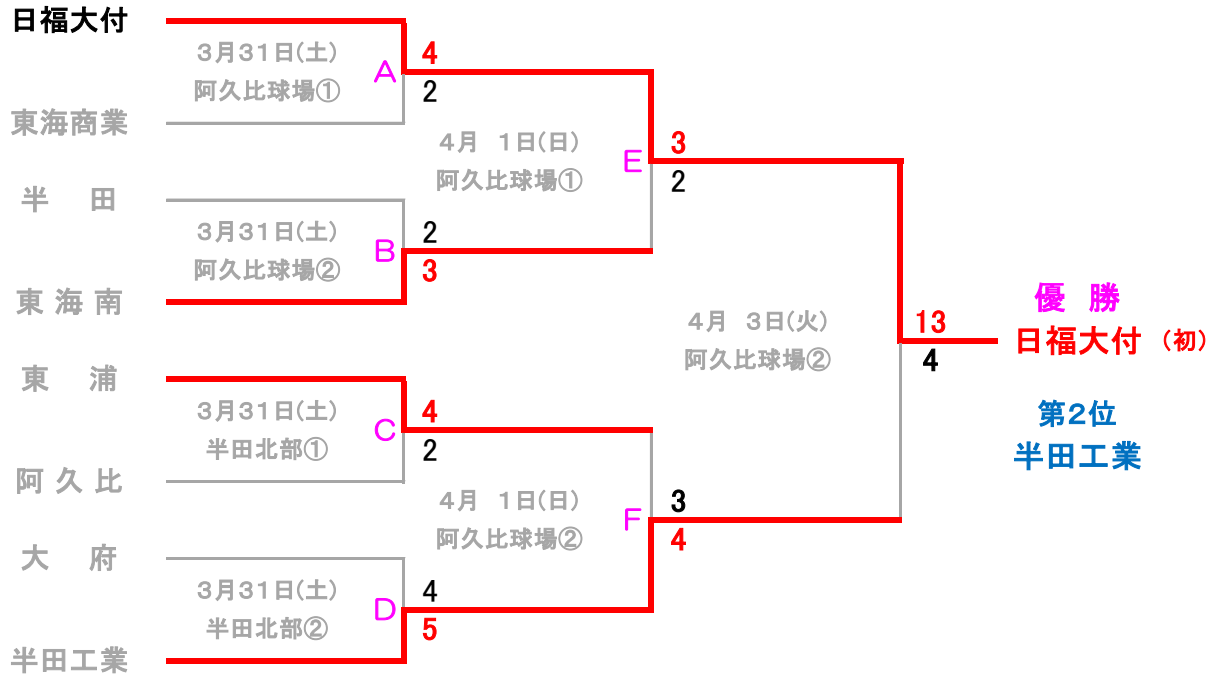 日福大付
3月31日(土)
阿久比球場①
A
4
2
東海商業
4月　1日(日)
阿久比球場①
E
3
2
半　田
3月31日(土)
阿久比球場②
B
2
3
東 海 南
4月　3日(火)
阿久比球場②
13
4
優　勝
日福大付 （初）
第2位
半田工業
東　浦
3月31日(土)
半田北部①
C
4
2
阿 久 比
4月　1日(日)
阿久比球場②
F
3
4
大　府
3月31日(土)
半田北部②
D
4
5
半田工業